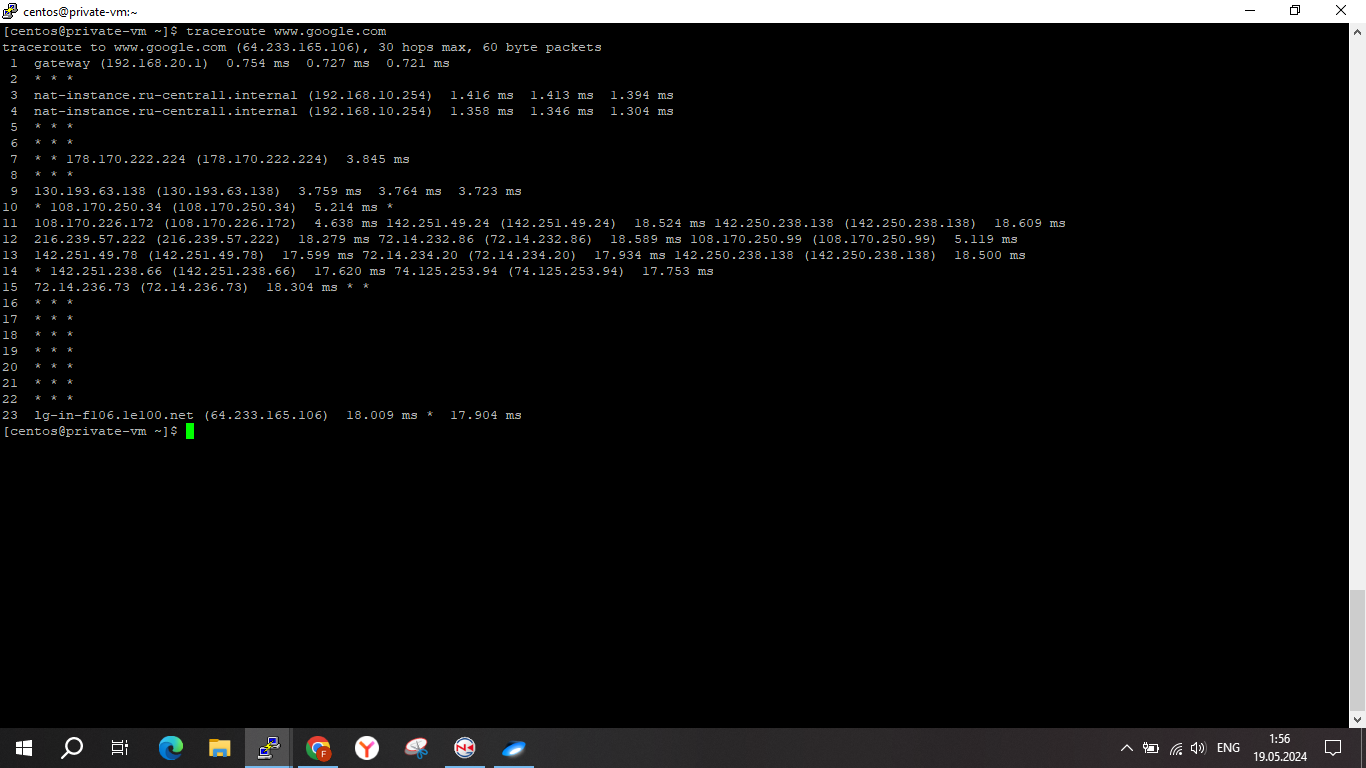 centos@private-vm:~
[centos@private-vm ~]$ traceroute www.google.com
traceroute to www.google.com (64.233.165.106), 30 hops max, 60 byte packets
1 gateway (192.168.20.1) 0.754 ms 0.727 ms 0.721 ms
2 * * *
3 nat-instance.ru-central1.internal (192.168.10.254) 1.416 ms 1.413 ms 1.394 ms
4 nat-instance.ru-central1.internal (192.168.10.254) 1.358 ms 1.346 ms 1.304 ms
5 * * *
6 * * *
7 * * 178.170.222.224 (178.170.222.224) 3.845 ms
8 * * *
9 130.193.63.138 (130.193.63.138) 3.759 ms 3.764 ms 3.723 ms
10 * 108.170.250.34 (108.170.250.34) 5.214 ms *
11 108.170.226.172 (108.170.226.172) 4.638 ms 142.251.49.24 (142.251.49.24) 18.524 ms 142.250.238.138 (142.250.238.138) 18.609 ms
12 216.239.57.222 (216.239.57.222) 18.279 ms 72.14.232.86 (72.14.232.86) 18.589 ms 108.170.250.99 (108.170.250.99) 5.119 ms
13 142.251.49.78 (142.251.49.78) 17.599 ms 72.14.234.20 (72.14.234.20) 17.934 ms 142.250.238.138 (142.250.238.138) 18.500 ms
14 * 142.251.238.66 (142.251.238.66) 17.620 ms 74.125.253.94 (74.125.253.94) 17.753 ms
15 72.14.236.73 (72.14.236.73) 18.304 ms * *
16 * * *
17 * * *
18 * * *
19 * * *
20 * * *
21 * * *
22 * * *
23 lg-in-f106.1e100.net (64.233.165.106) 18.009 ms * 17.904 ms
[centos@private-vm ~]$
ENG
1:56
19.05.2024